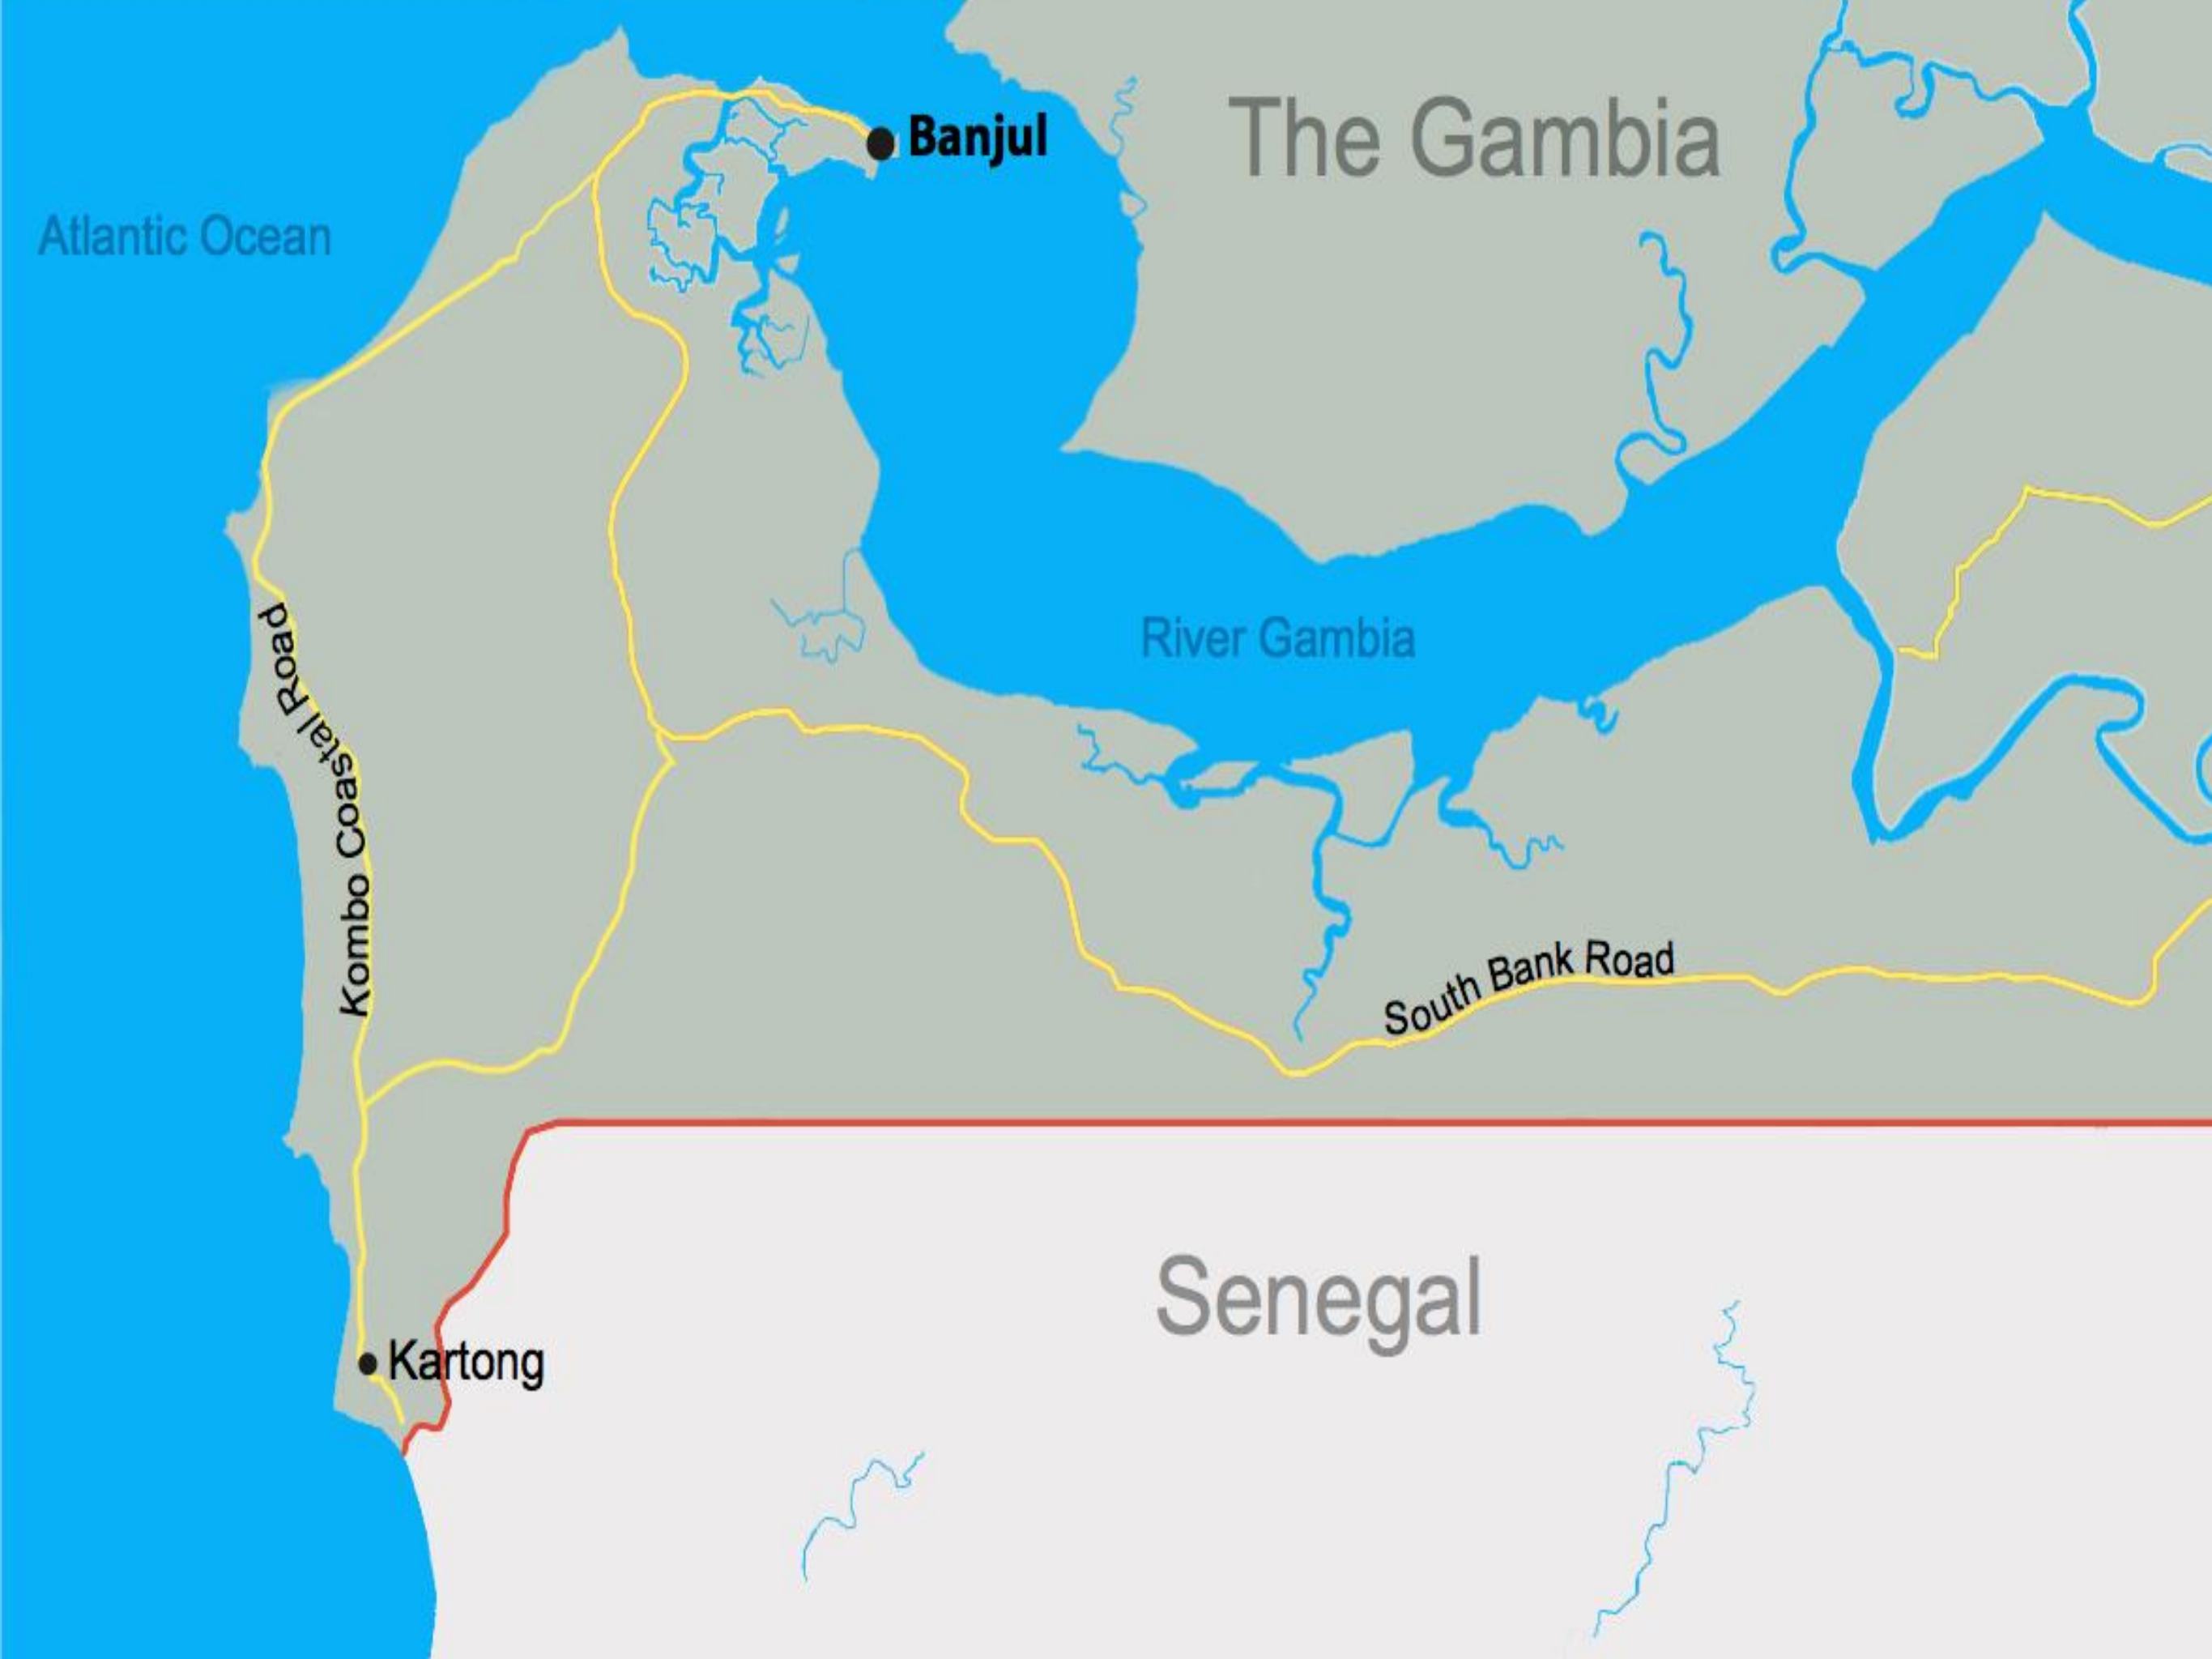 The Gambia
Banjul
Atlantic Ocean
River Gambia
Kombo Coastal Road
South Bank Road
Senegal
Kartong